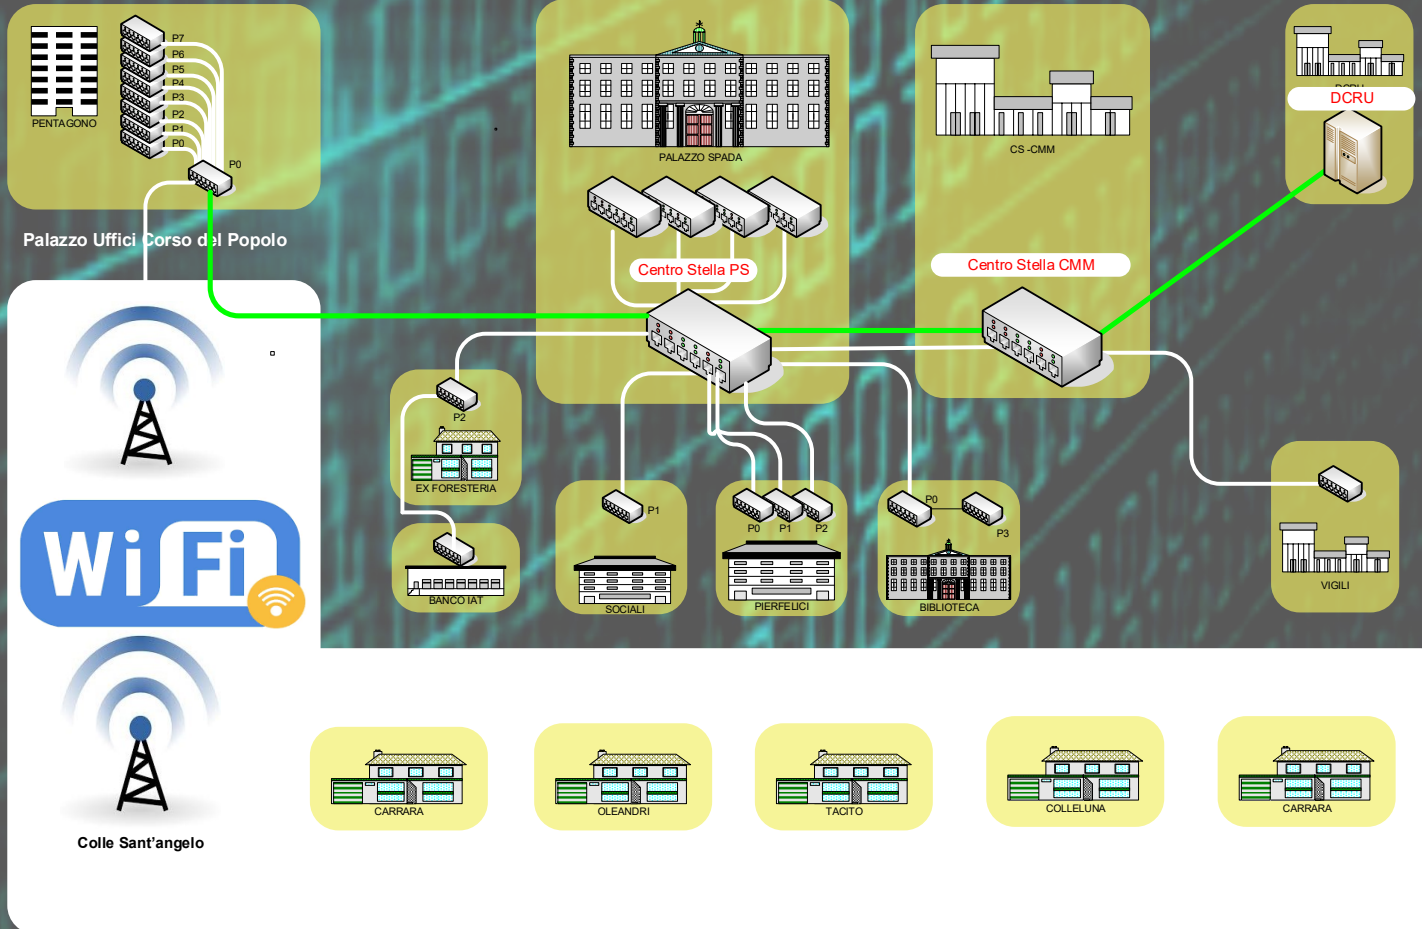 P7
P6
P5
P4
P3
P2
P1
P0
P0
PENTAGONO
Palazzo Uffici Corso del Popolo
PALAZZO SPADA
Centro Stella PS
CS -CMM
Centro Stella CMM
DCRU
DCRU
P2
EX FORESTERIA
BANCO IAT
P1
SOCIALI
P0
P1
P2
PIERFELICI
P0
P3
BIBLIOTECA
VIGILI
WiFi
Colle Sant'angelo
CARRARA
OLEANDRI
TACITO
COLLELUNA
CARRARA